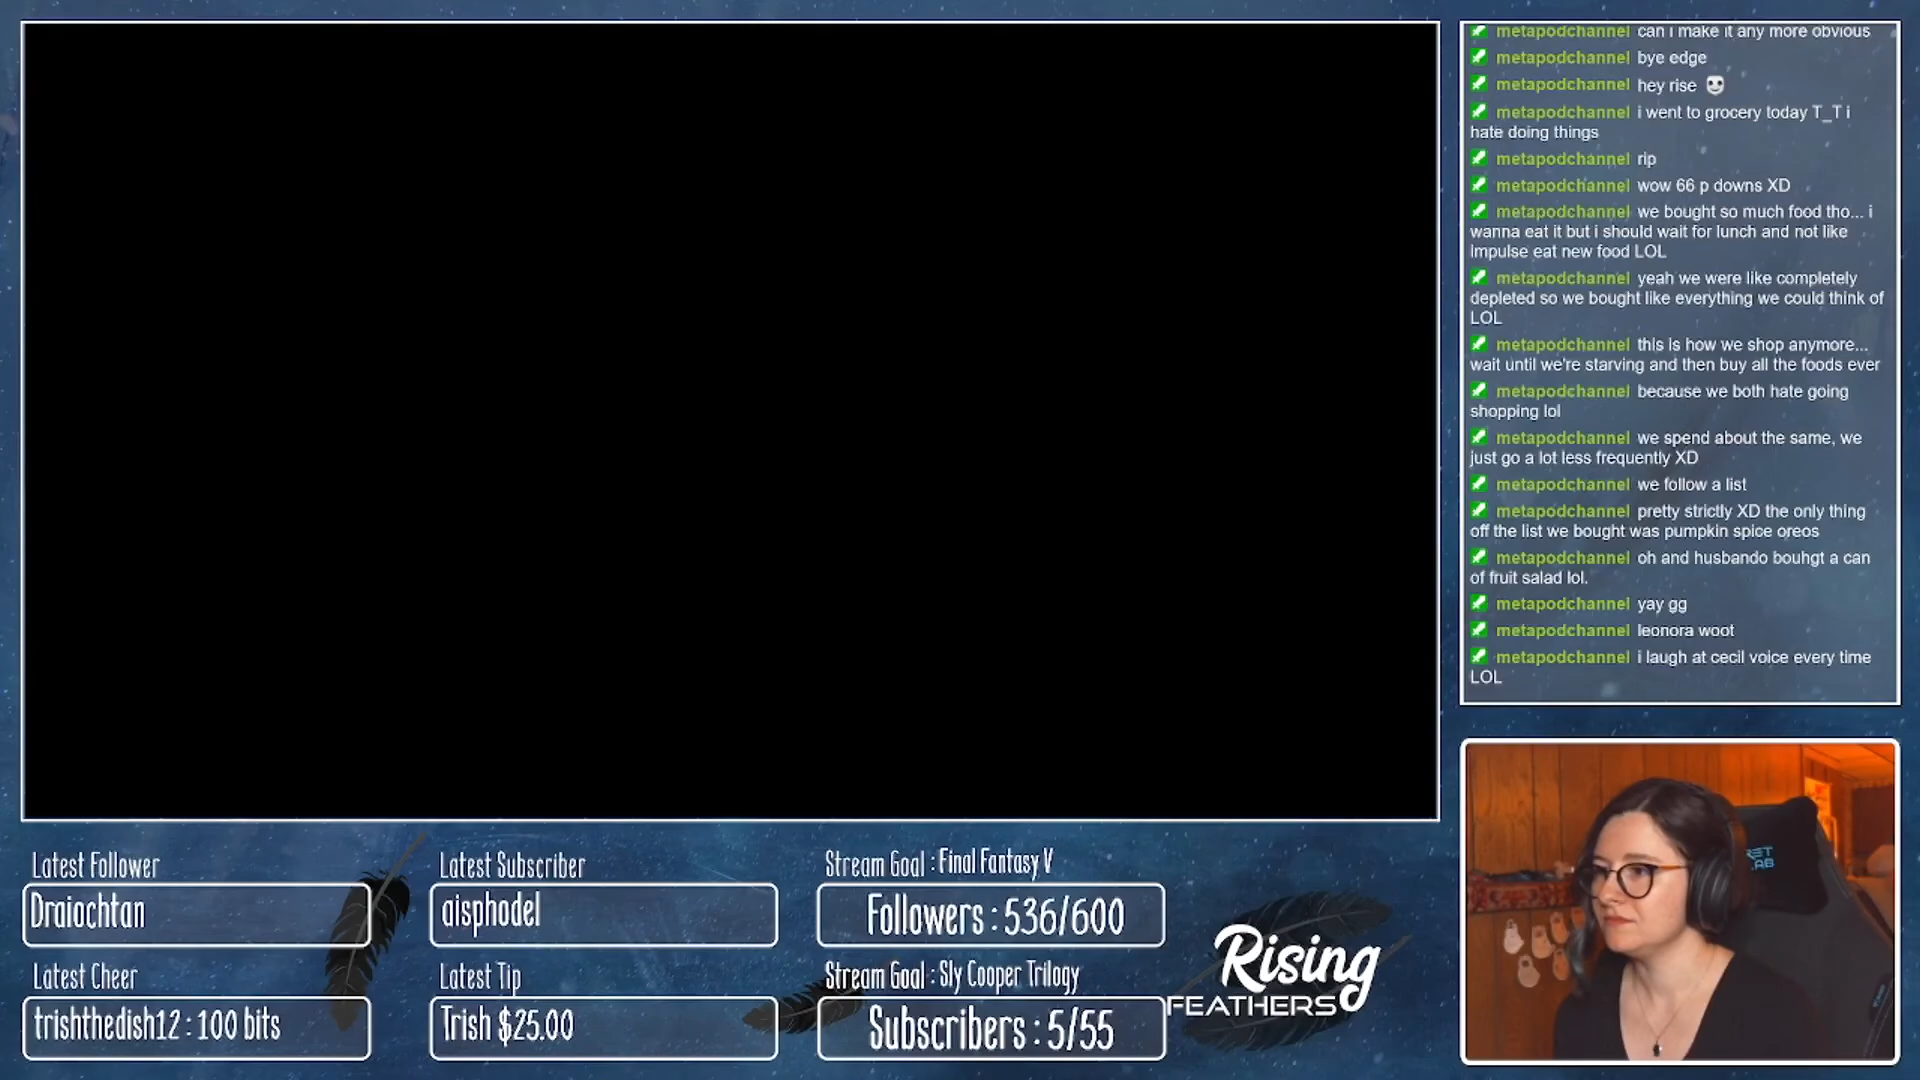 metapodchannel can i make it any more obvious
metapodchannel bye edge
metapodchannel hey rise
metapodchannel i went to grocery today T_T i
hate doing things
metapodchannel rip
metapodchannel wow 66 p downs XD
metapodchannel we bought so much food tho... i
wanna eat it but i should wait for lunch and not like
impulse eat new food LOL
metapodchannel yeah we were like completely
depleted so we bought like everything we could think of
LOL
metapodchannel this is how we shop anymore...
wait until we're starving and then buy all the foods ever
metapodchannel because we both hate going
shopping lol
metapodchannel we spend about the same, we
just go a lot less frequently XD
metapodchannel we follow a list
metapodchannel pretty strictly XD the only thing
off the list we bought was pumpkin spice oreos
metapodchannel oh and husbando bouhgt a can
of fruit salad lol.
metapodchannel yay gg
metapodchannel leonora woot
metapodchannel i laugh at cecil voice every time
LOL
Latest Follower
Draiochtan
Latest Subscriber
aisphodel
Stream Goal : Final Fantasy V
Followers : 536/600
Latest Cheer
trishthedish12 : 100 bits
Latest Tip
Trish $25.00
Stream Goal : Sly Cooper Trilogy
Subscribers : 5/55
Rising
FEATHERS